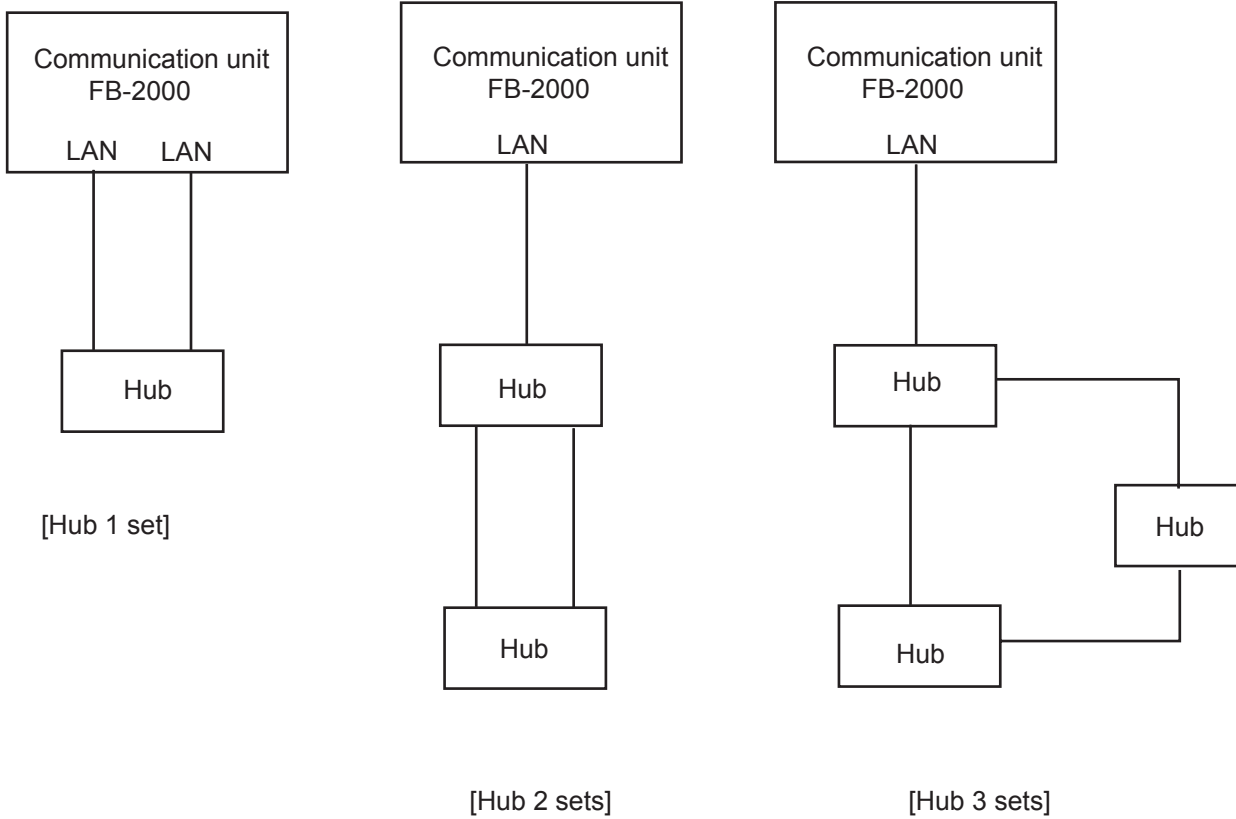 Communication unit
FB-2000
LAN LAN
Hub
[Hub 1 set]
Communication unit
FB-2000
LAN
Hub
Hub
[Hub 2 sets]
Communication unit
FB-2000
LAN
Hub
Hub
Hub
[Hub 3 sets]